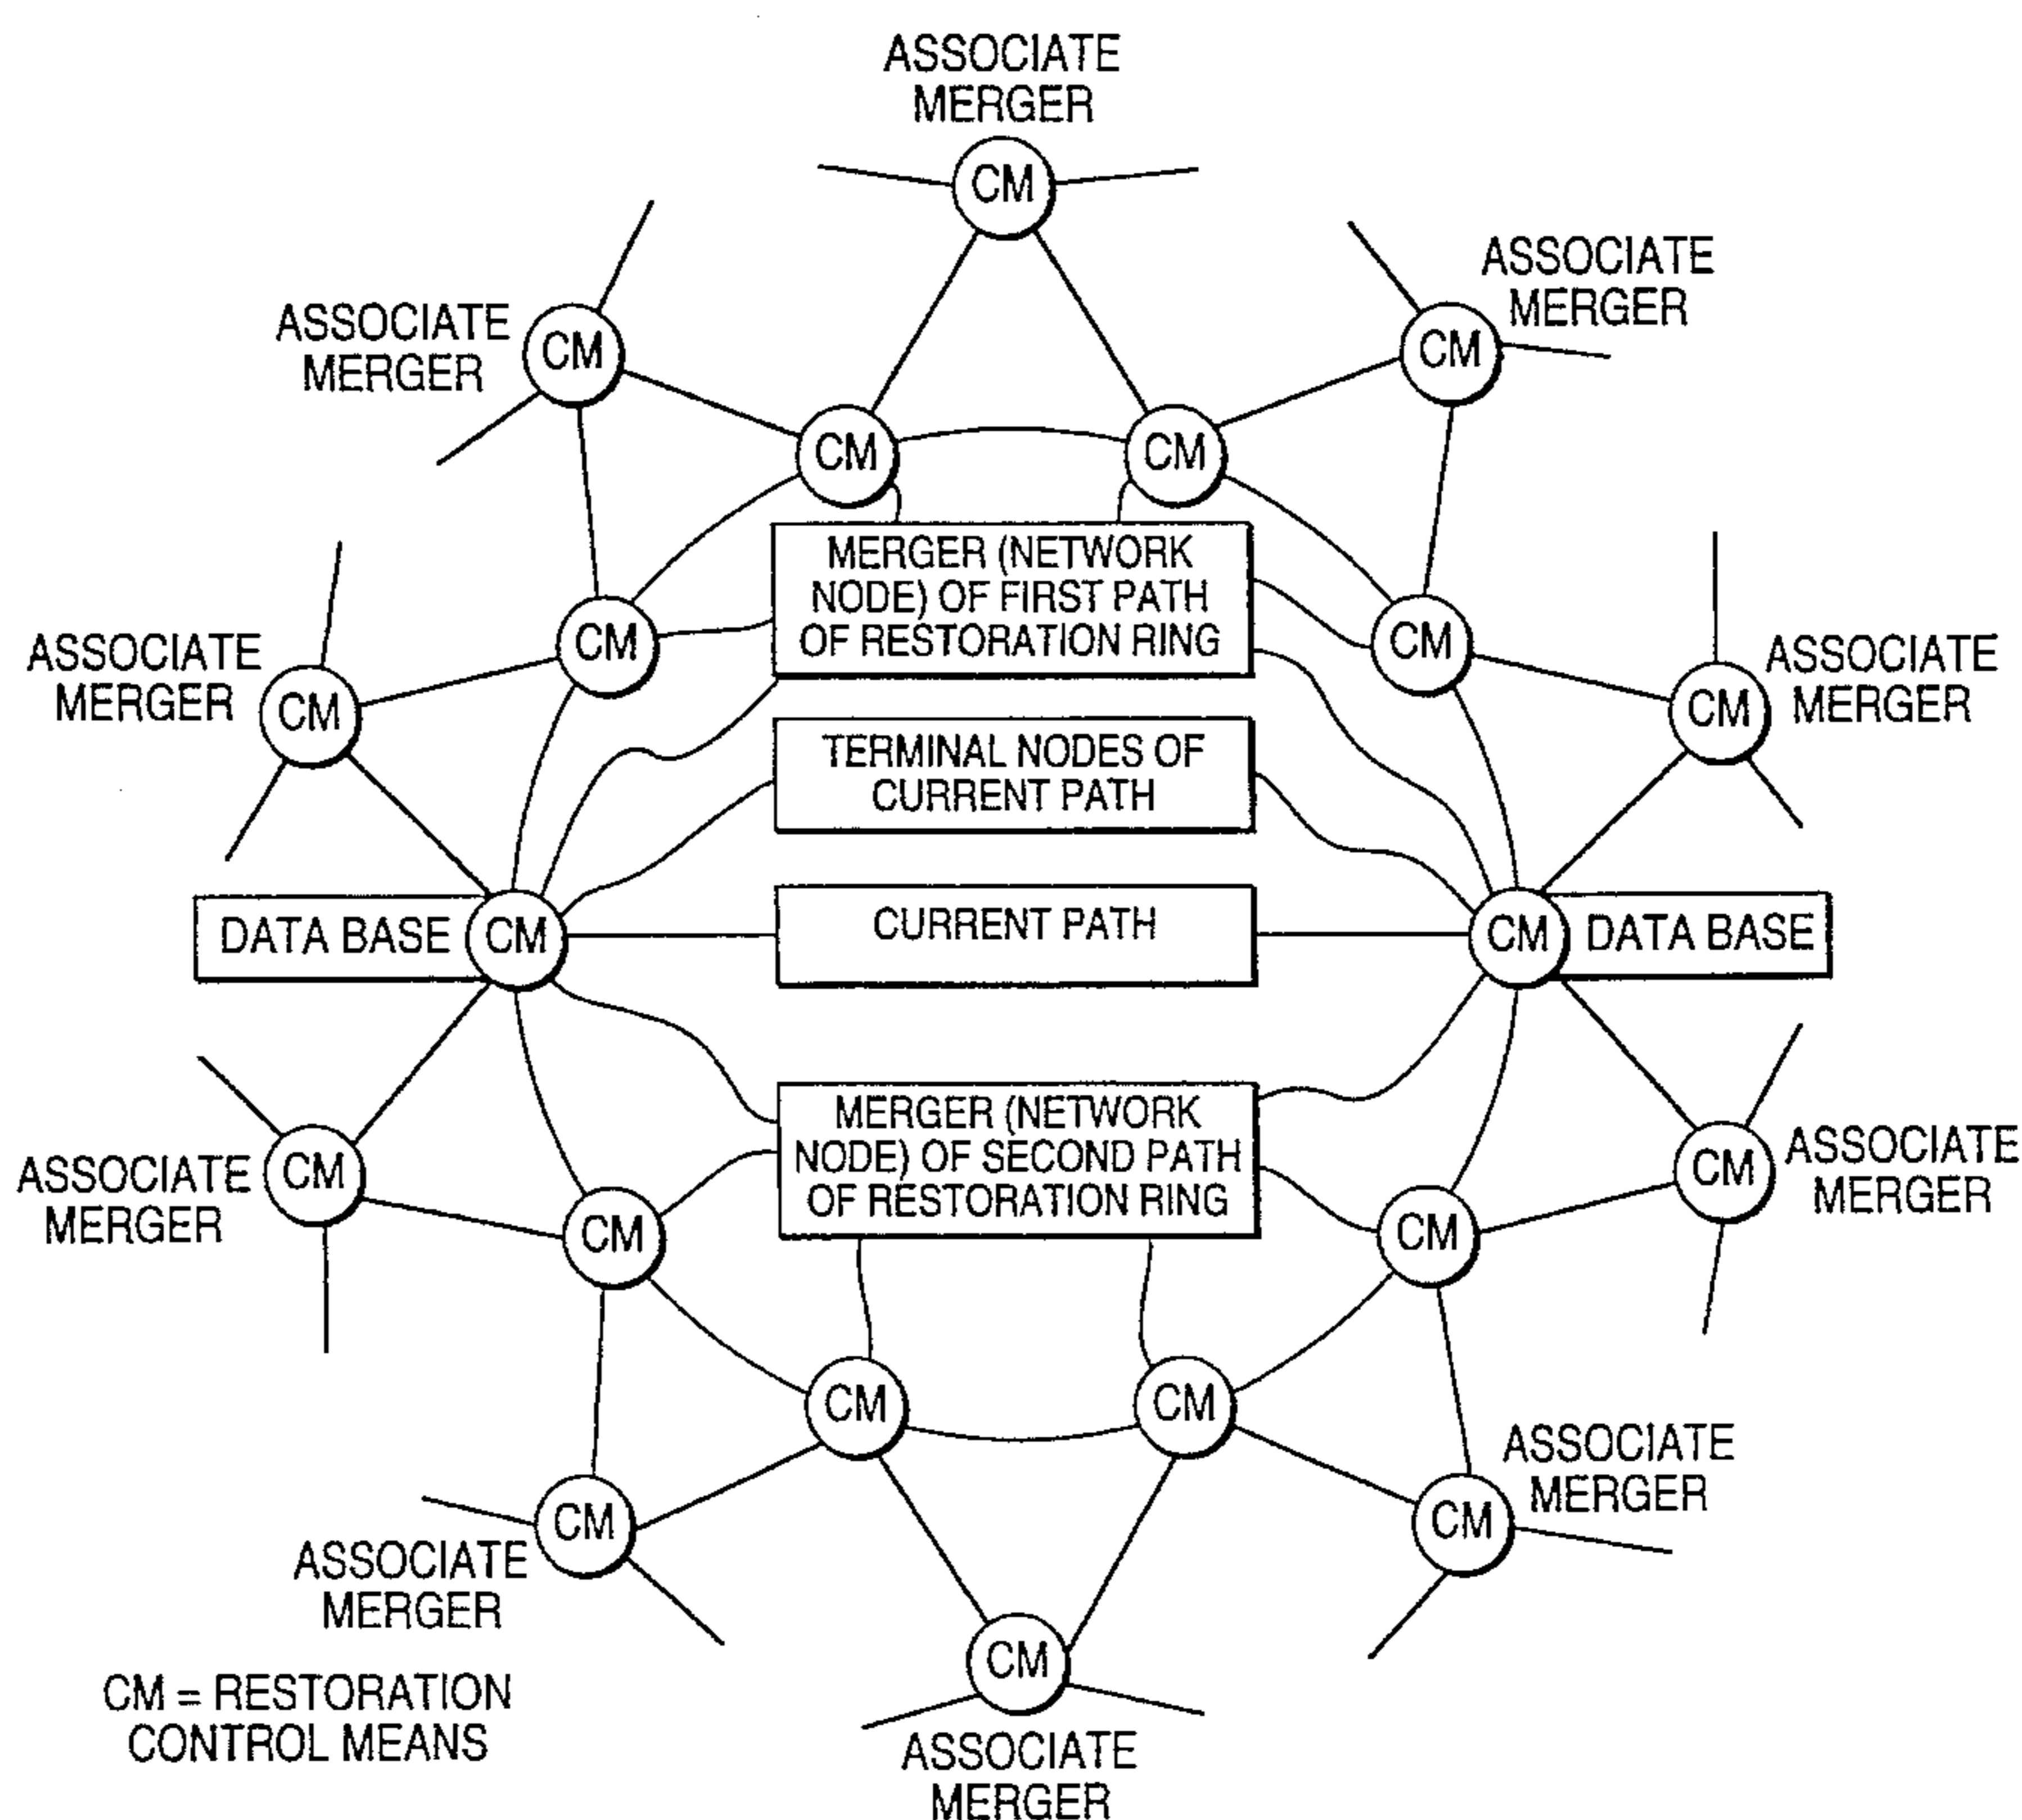 ASSOCIATE
MERGER
CM
ASSOCIATE
MERGER
CM
ASSOCIATE
MERGER
CM
CM
CM
MERGER (NETWORK
NODE) OF FIRST PATH
OF RESTORATION RING
CM
CM
ASSOCIATE
MERGER
CM
ASSOCIATE
MERGER
CM
TERMINAL NODES OF
CURRENT PATH
DATA BASE
CM
CURRENT PATH
CM
DATA BASE
MERGER (NETWORK
NODE) OF SECOND PATH
OF RESTORATION RING
ASSOCIATE
MERGER
CM
CM
ASSOCIATE
MERGER
CM
CM
CM
CM
ASSOCIATE
MERGER
CM
ASSOCIATE
MERGER
CM
CM
ASSOCIATE
MERGER
CM = RESTORATION
CONTROL MEANS